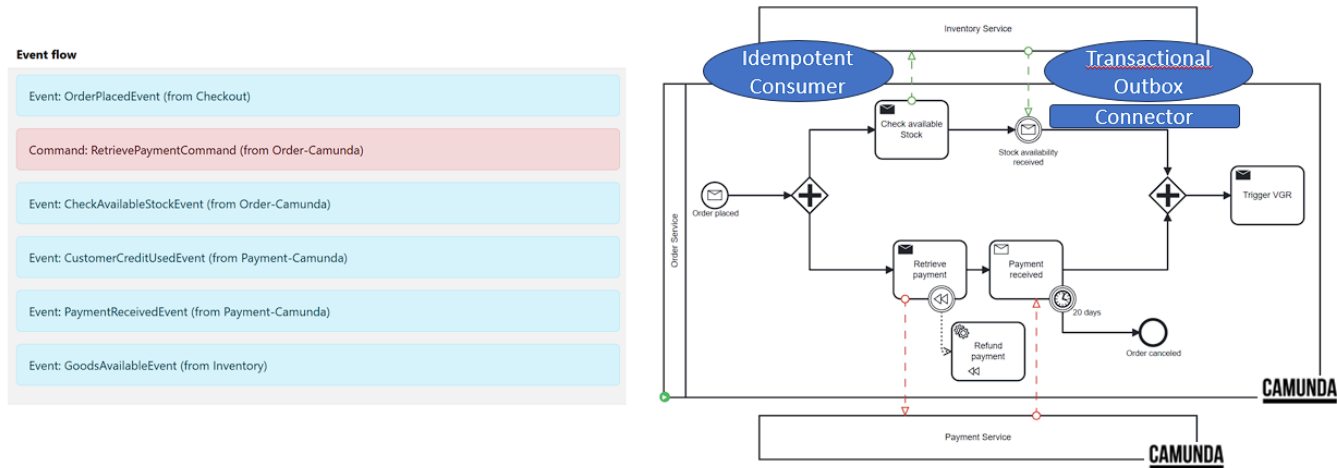 Event flow
Event: OrderPlacedEvent (from Checkout)
Command: RetrievePaymentCommand (from Order-Camunda)
Event: CheckAvailableStockEvent (from Order-Camunda)
Event: CustomerCreditUsedEvent (from Payment-Camunda)
Event: PaymentReceivedEvent (from Payment-Camunda)
Event: GoodsAvailableEvent (from Inventory)
Inventory Service
Idempotent
Consumer
Transactional
Outbox
Connector
Check available
Stock
Stock availability
received
Order placed
Trigger VGR
Order Service
Retrieve
payment
Payment
received
20 days
Refund
payment
Order canceled
CAMUNDA
Payment Service
CAMUNDA